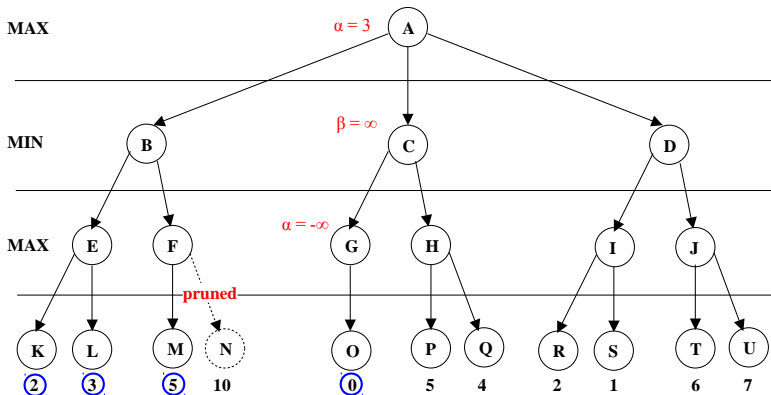 MAX α = 3 A
MIN B β = ∞ C D
MAX E F α = -∞ G H I J
pruned
K L M N O P Q R S T U
2 3 5 10 0 5 4 2 1 6 7